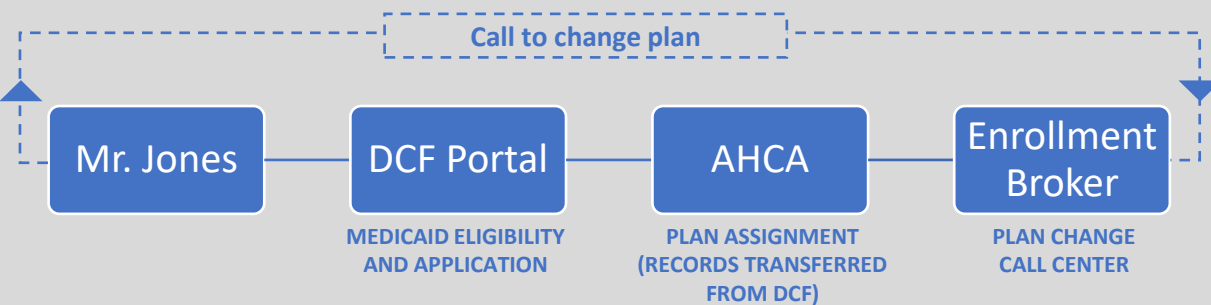 Call to change plan
Mr. Jones
DCF Portal
AHCA
Enrollment
Broker
MEDICAID ELIGIBILITY
AND APPLICATION
PLAN ASSIGNMENT
(RECORDS TRANSFERRED
FROM DCF)
PLAN CHANGE
CALL CENTER